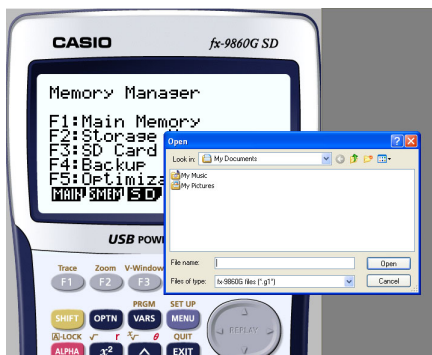 CASIO fx-9860G SD
Memory Manager
F1:Main Memory
F2:Storage
F3:SD Card
F4:Backup
F5:Optimiza
MAIN SMEM SD
Open
Look in: My Documents
My Music
My Pictures
File name: Open
Files of type: fx-9860G files (*.g1*) Cancel
USB POW
Trace Zoom V-Window
F1 F2 F3
PRGM SET UP
SHIFT OPTN VARS MENU
REPLAY
A-LOCK √ r x√ θ QUIT
ALPHA x² ^ EXIT